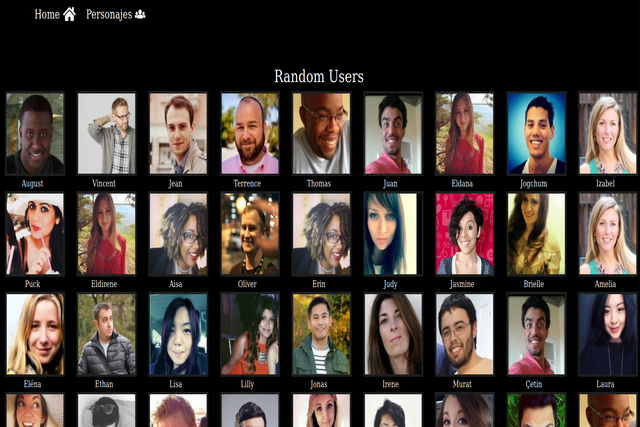 Home Personajes
Random Users
August Vincent Jean Terrence Thomas Juan Eldana Jogchum Izabel
Puck Eldirene Aisa Oliver Erin Judy Jasmine Brielle Amelia
Eléna Ethan Lisa Lilly Jonas Irene Murat Çetin Laura